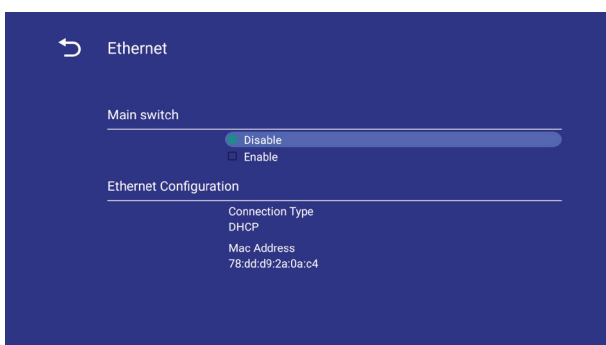 Ethernet
Main switch
Disable
Enable
Ethernet Configuration
Connection Type
DHCP
Mac Address
78:dd:d9:2a:0a:c4